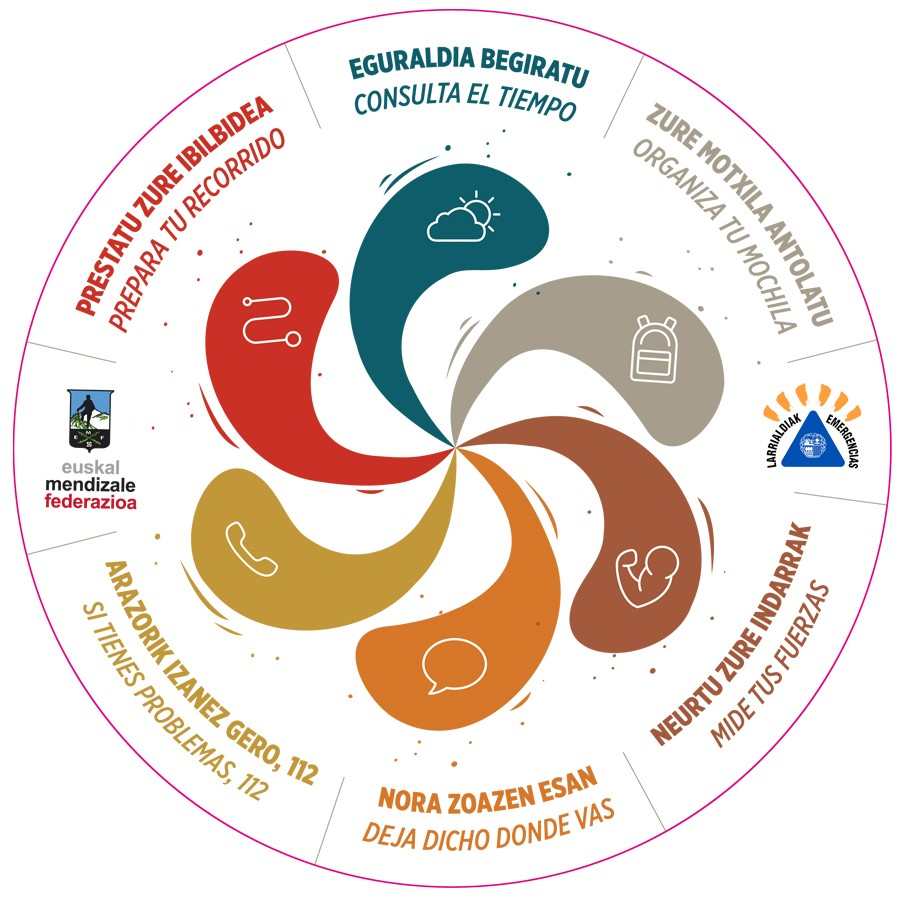 EGURALDIA BEGIRATU
CONSULTA EL TIEMPO
ZURE MOTXILA ANTOLATU
ORGANIZA TU MOCHILA
LARRIALDIAK
EMERGENCIAS
NEURTU ZURE INDARRAK
MIDE TUS FUERZAS
NORA ZOAZEN ESAN
DEJA DICHO DONDE VAS
ARAZORIK IZANEZ GERO, 112
SI TIENES PROBLEMAS, 112
euskal
mendizale
federazioa
PRESTATU ZURE IBILBIDEA
PREPARA TU RECORRIDO